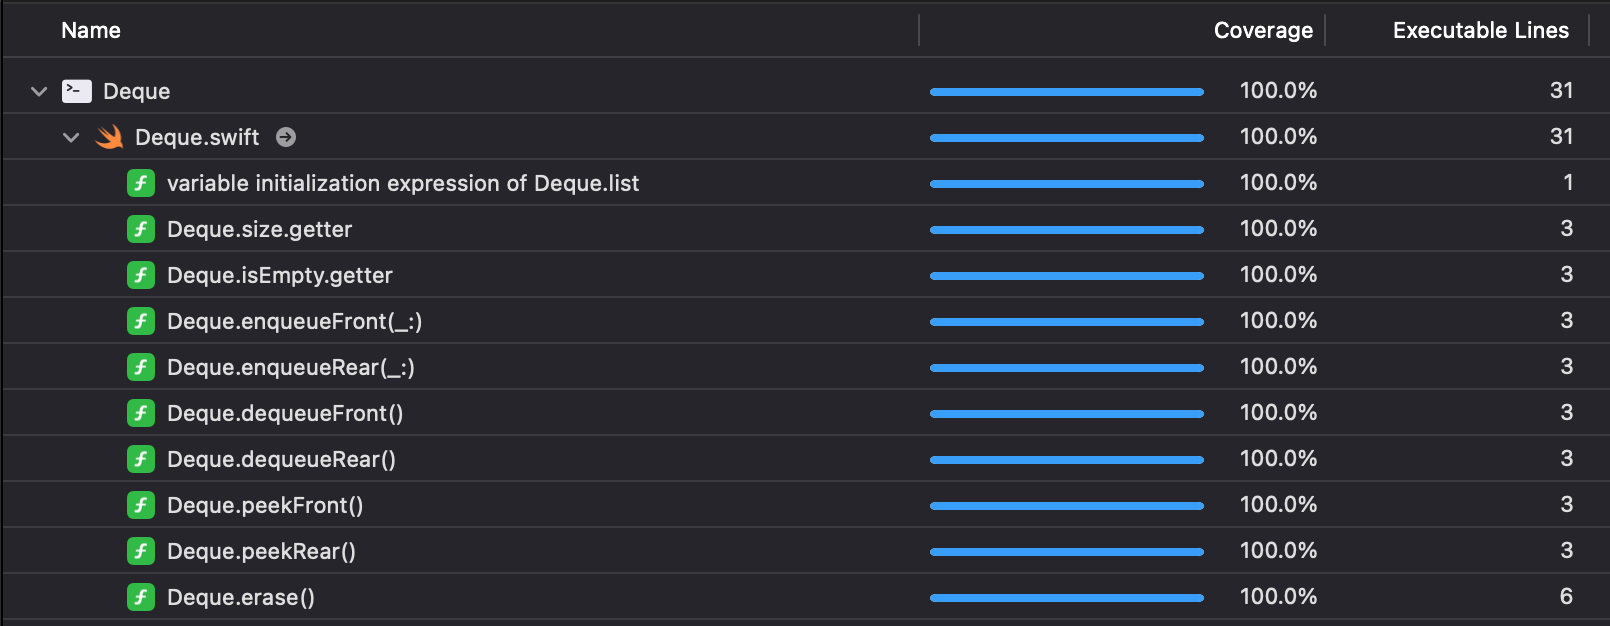 Name Coverage Executable Lines
Deque 100.0% 31
Deque.swift 100.0% 31
variable initialization expression of Deque.list 100.0% 1
Deque.size.getter 100.0% 3
Deque.isEmpty.getter 100.0% 3
Deque.enqueueFront(_:) 100.0% 3
Deque.enqueueRear(_:) 100.0% 3
Deque.dequeueFront() 100.0% 3
Deque.dequeueRear() 100.0% 3
Deque.peekFront() 100.0% 3
Deque.peekRear() 100.0% 3
Deque.erase() 100.0% 6